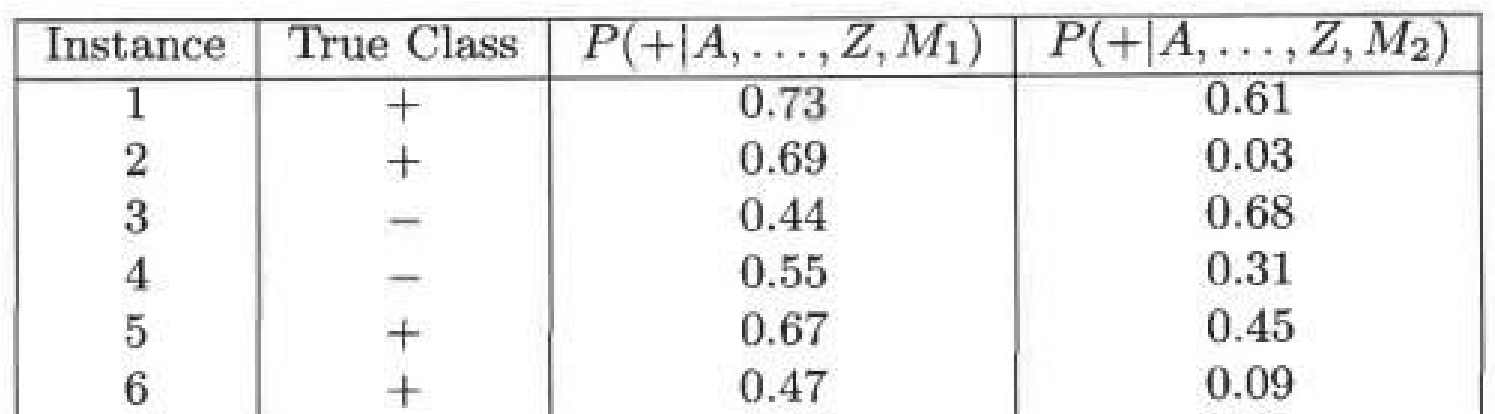 Instance True Class P(+|A, . . . , Z, M₁) P(+|A, . . . , Z, M₂)
1 + 0.73 0.61
2 + 0.69 0.03
3 − 0.44 0.68
4 − 0.55 0.31
5 + 0.67 0.45
6 + 0.47 0.09